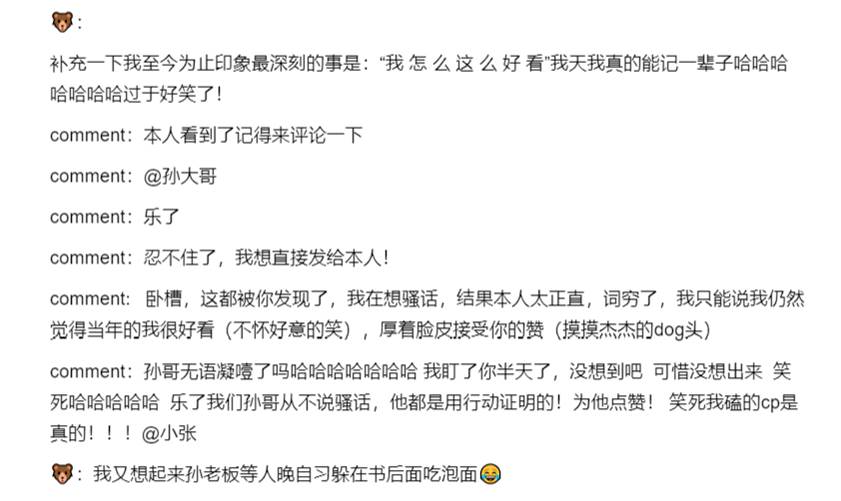 🐻：
补充一下我至今为止印象最深刻的事是：“我 怎 么 这 么 好 看”我天我真的能记一辈子哈哈哈
哈哈哈哈过于好笑了！
comment：本人看到了记得来评论一下
comment：@孙大哥
comment：乐了
comment：忍不住了，我想直接发给本人！
comment： 卧槽，这都被你发现了，我在想骚话，结果本人太正直，词穷了，我只能说我仍然
觉得当年的我很好看（不怀好意的笑），厚着脸皮接受你的赞（摸摸杰杰的dog头）
comment：孙哥无语凝噎了吗哈哈哈哈哈哈哈 我盯了你半天了，没想到吧 可惜没想出来 笑
死哈哈哈哈哈 乐了我们孙哥从不说骚话，他都是用行动证明的！为他点赞！ 笑死我磕的cp是
真的！！！@小张
🐻：我又想起来孙老板等人晚自习躲在书后面吃泡面😂